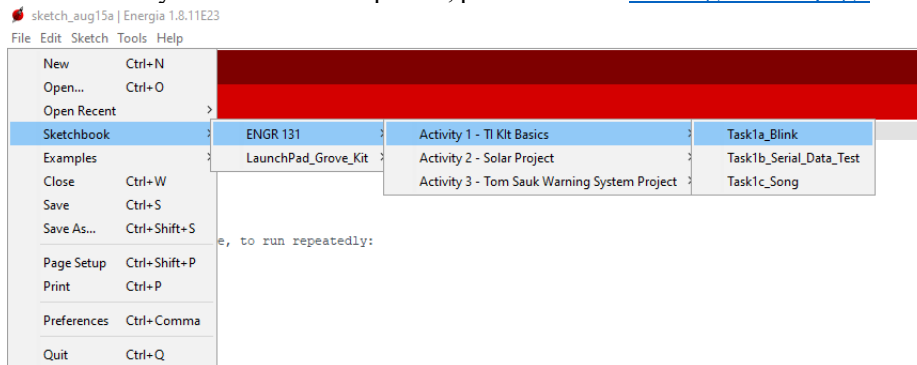 sketch_aug15a | Energia 1.8.11E23
File Edit Sketch Tools Help
New Ctrl+N
Open... Ctrl+O
Open Recent >
Sketchbook > ENGR 131 > Activity 1 - TI KIt Basics > Task1a_Blink
Examples > LaunchPad_Grove_Kit > Activity 2 - Solar Project Task1b_Serial_Data_Test
Close Ctrl+W Activity 3 - Tom Sauk Warning System Project > Task1c_Song
Save Ctrl+S
Save As... Ctrl+Shift+S
e, to run repeatedly:
Page Setup Ctrl+Shift+P
Print Ctrl+P
Preferences Ctrl+Comma
Quit Ctrl+Q